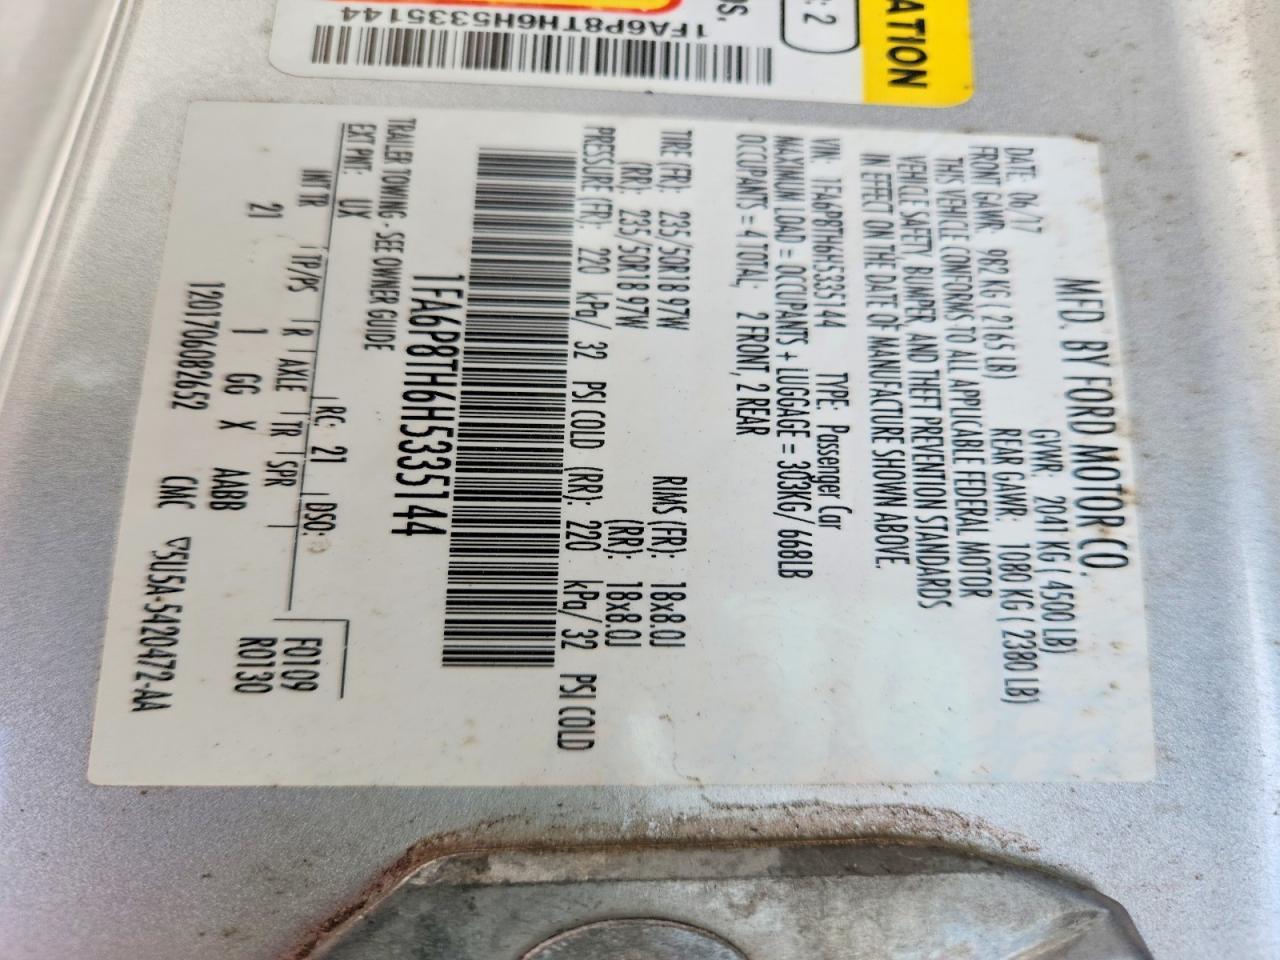 MFD. BY FORD MOTOR CO.
DATE: 06/17 GVWR: 2041 KG ( 4500 LB)
FRONT GAWR: 982 KG ( 2165 LB) REAR GAWR: 1080 KG ( 2380 LB)
THIS VEHICLE CONFORMS TO ALL APPLICABLE FEDERAL MOTOR
VEHICLE SAFETY, BUMPER, AND THEFT PREVENTION STANDARDS
IN EFFECT ON THE DATE OF MANUFACTURE SHOWN ABOVE.
VIN: 1FA6P8TH6H5335144 TYPE: Passenger Car
MAXIMUM LOAD = OCCUPANTS + LUGGAGE = 303KG/ 668LB
OCCUPANTS = 4 TOTAL, 2 FRONT, 2 REAR
TIRE (FR): 235/50R18 97W RIMS (FR): 18x8.0J
(RR): 235/50R18 97W (RR): 18x8.0J
PRESSURE (FR): 220 kPa/ 32 PSI COLD (RR): 220 kPa/ 32 PSI COLD
1FA6P8TH6H5335144
TRAILER TOWING - SEE OWNER GUIDE
EXT PNT: UX RC: 21 DSO: F0109
INT TR TP/PS R AXLE TR SPR R0130
21 1 GG X AABB
1201706082652 CMC ▽5U5A-5420472-AA
ATION
: 2
DS.
1FA6P8TH6H5335144